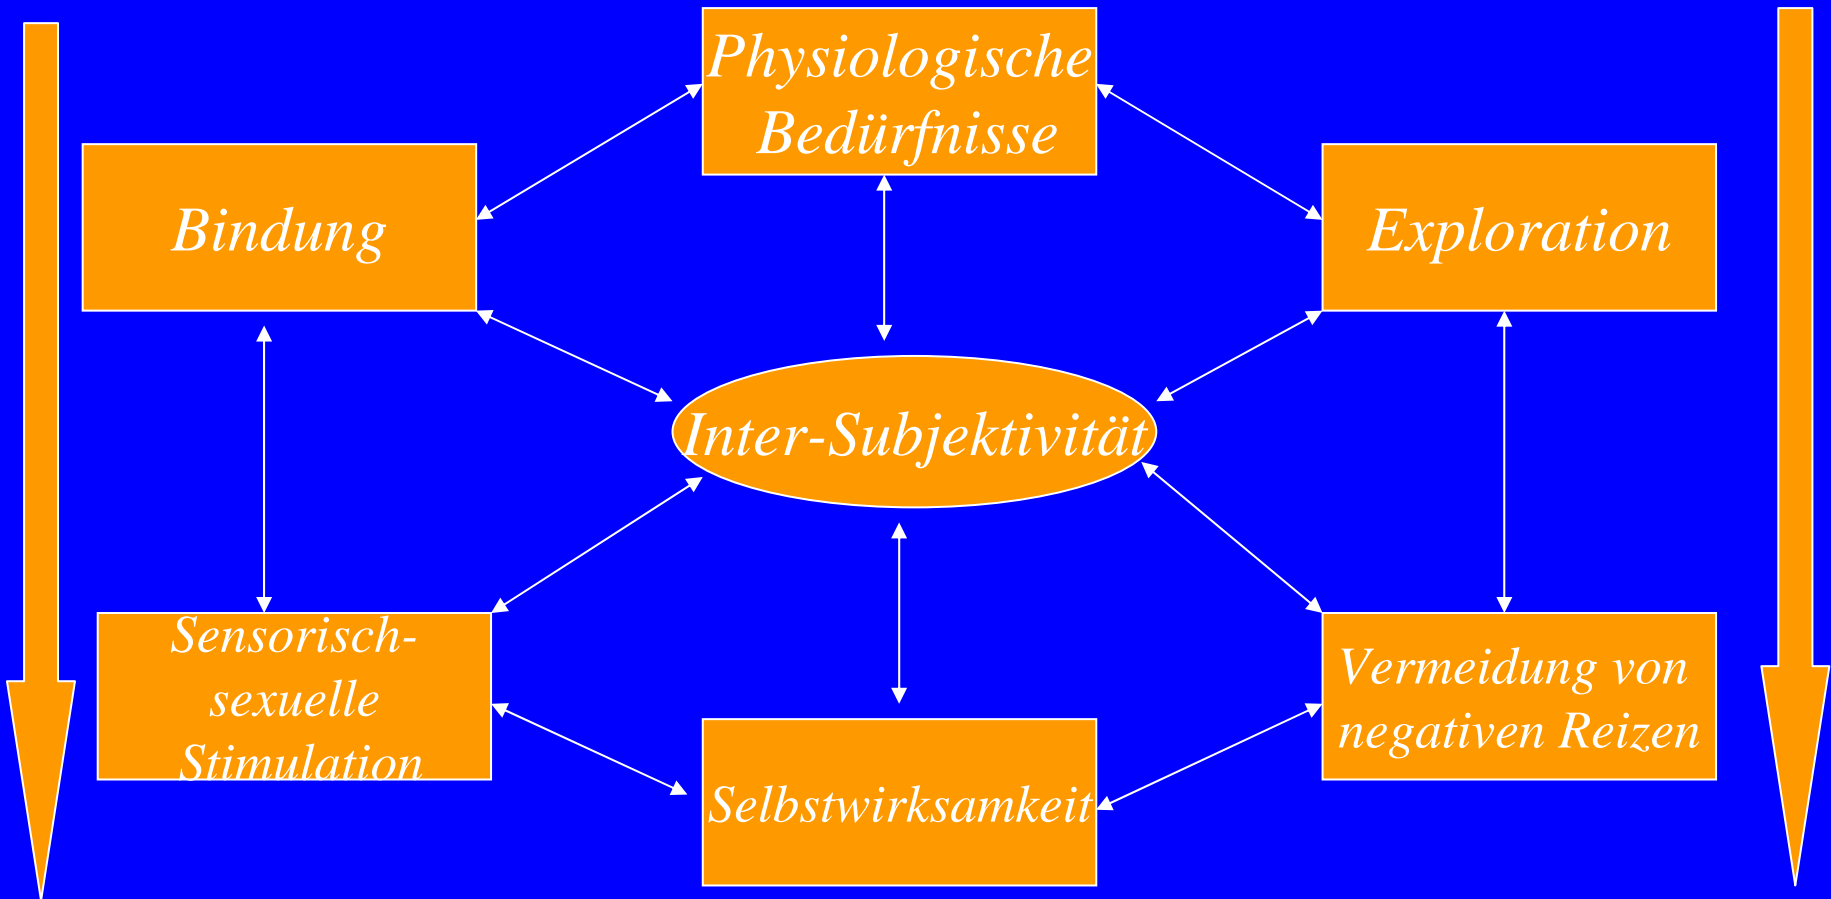 Physiologische
Bedürfnisse
Bindung
Exploration
Inter-Subjektivität
Sensorisch-
sexuelle
Stimulation
Vermeidung von
negativen Reizen
Selbstwirksamkeit